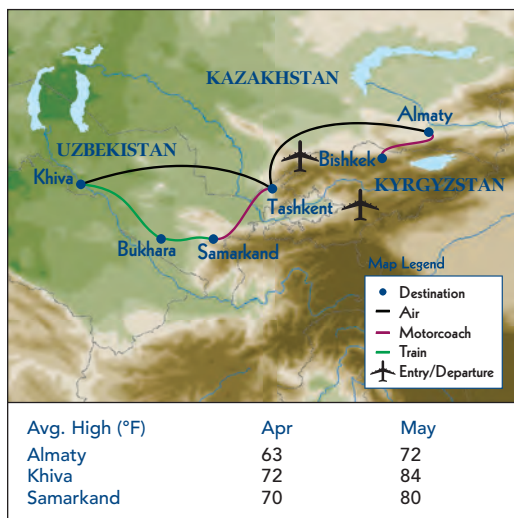 KAZAKHSTAN
Almaty
UZBEKISTAN
Bishkek
Khiva
KYRGYZSTAN
Tashkent
Bukhara
Samarkand
Map Legend
Destination
Air
Motorcoach
Train
Entry/Departure
Avg. High (°F) Apr May
Almaty 63 72
Khiva 72 84
Samarkand 70 80